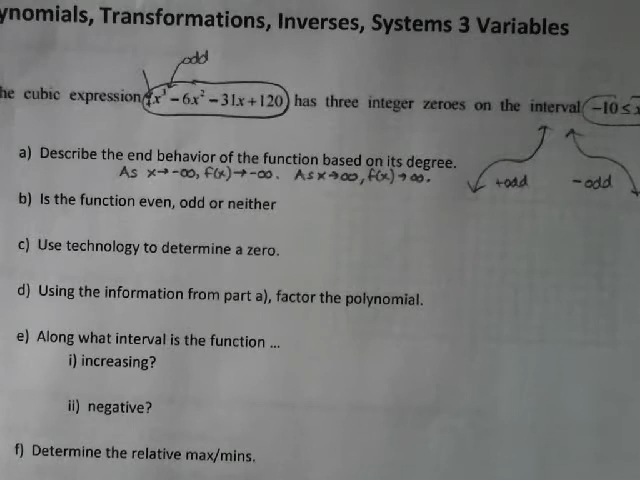 ynomials, Transformations, Inverses, Systems 3 Variables
odd
he cubic expression x³ – 6x² – 31x + 120 has three integer zeroes on the interval –10 ≤ x
a) Describe the end behavior of the function based on its degree.
As x→-∞, f(x)→-∞. As x→∞, f(x)→∞.
+odd -odd
b) Is the function even, odd or neither
c) Use technology to determine a zero.
d) Using the information from part a), factor the polynomial.
e) Along what interval is the function ...
i) increasing?
ii) negative?
f) Determine the relative max/mins.